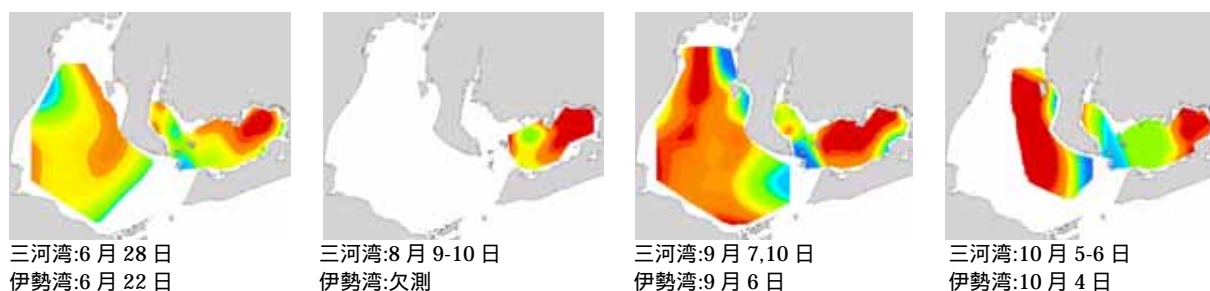 三河湾:6 月 28 日
伊勢湾:6 月 22 日
三河湾:8 月 9-10 日
伊勢湾:欠測
三河湾:9 月 7,10 日
伊勢湾:9 月 6 日
三河湾:10 月 5-6 日
伊勢湾:10 月 4 日